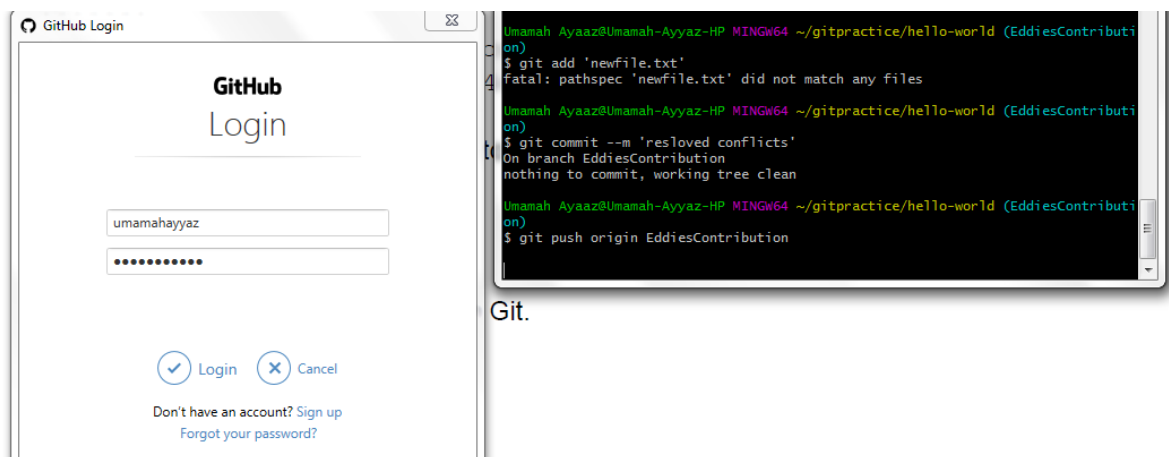 GitHub Login
GitHub
Login
umamahayyaz
Login
Cancel
Don't have an account? Sign up
Forgot your password?
Umamah Ayaaz@Umamah-Ayyaz-HP MINGW64 ~/gitpractice/hello-world (EddiesContributi
on)
$ git add 'newfile.txt'
fatal: pathspec 'newfile.txt' did not match any files
Umamah Ayaaz@Umamah-Ayyaz-HP MINGW64 ~/gitpractice/hello-world (EddiesContributi
on)
$ git commit --m 'resloved conflicts'
On branch EddiesContribution
nothing to commit, working tree clean
Umamah Ayaaz@Umamah-Ayyaz-HP MINGW64 ~/gitpractice/hello-world (EddiesContributi
on)
$ git push origin EddiesContribution
Git.